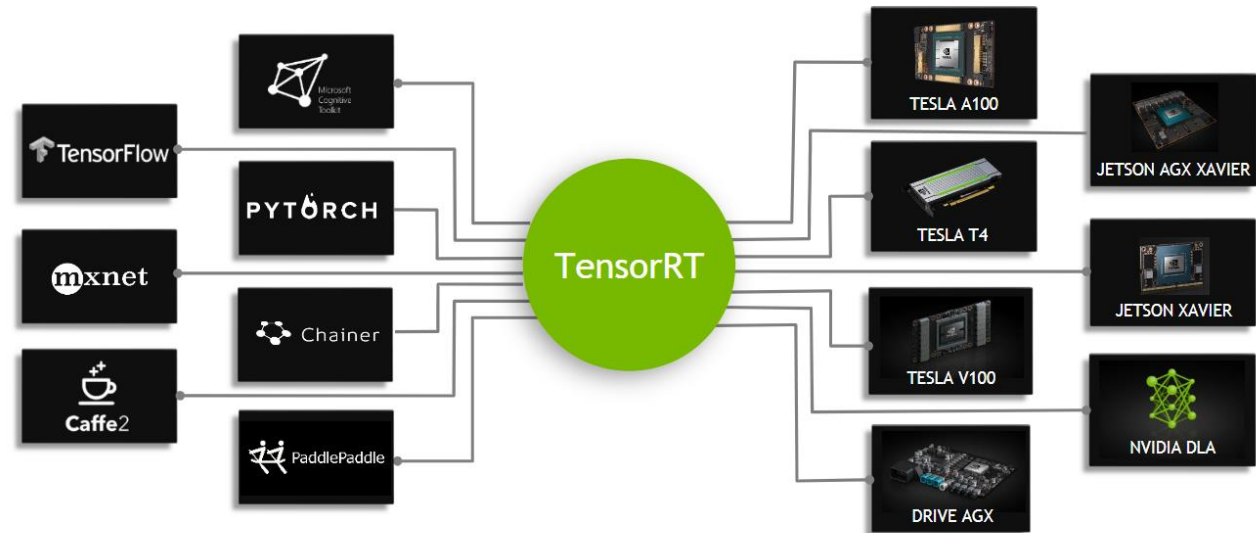 Microsoft
Cognitive
Toolkit
TensorFlow
PYTORCH
mxnet
Chainer
Caffe2
PaddlePaddle
TensorRT
TESLA A100
JETSON AGX XAVIER
TESLA T4
JETSON XAVIER
TESLA V100
NVIDIA DLA
DRIVE AGX